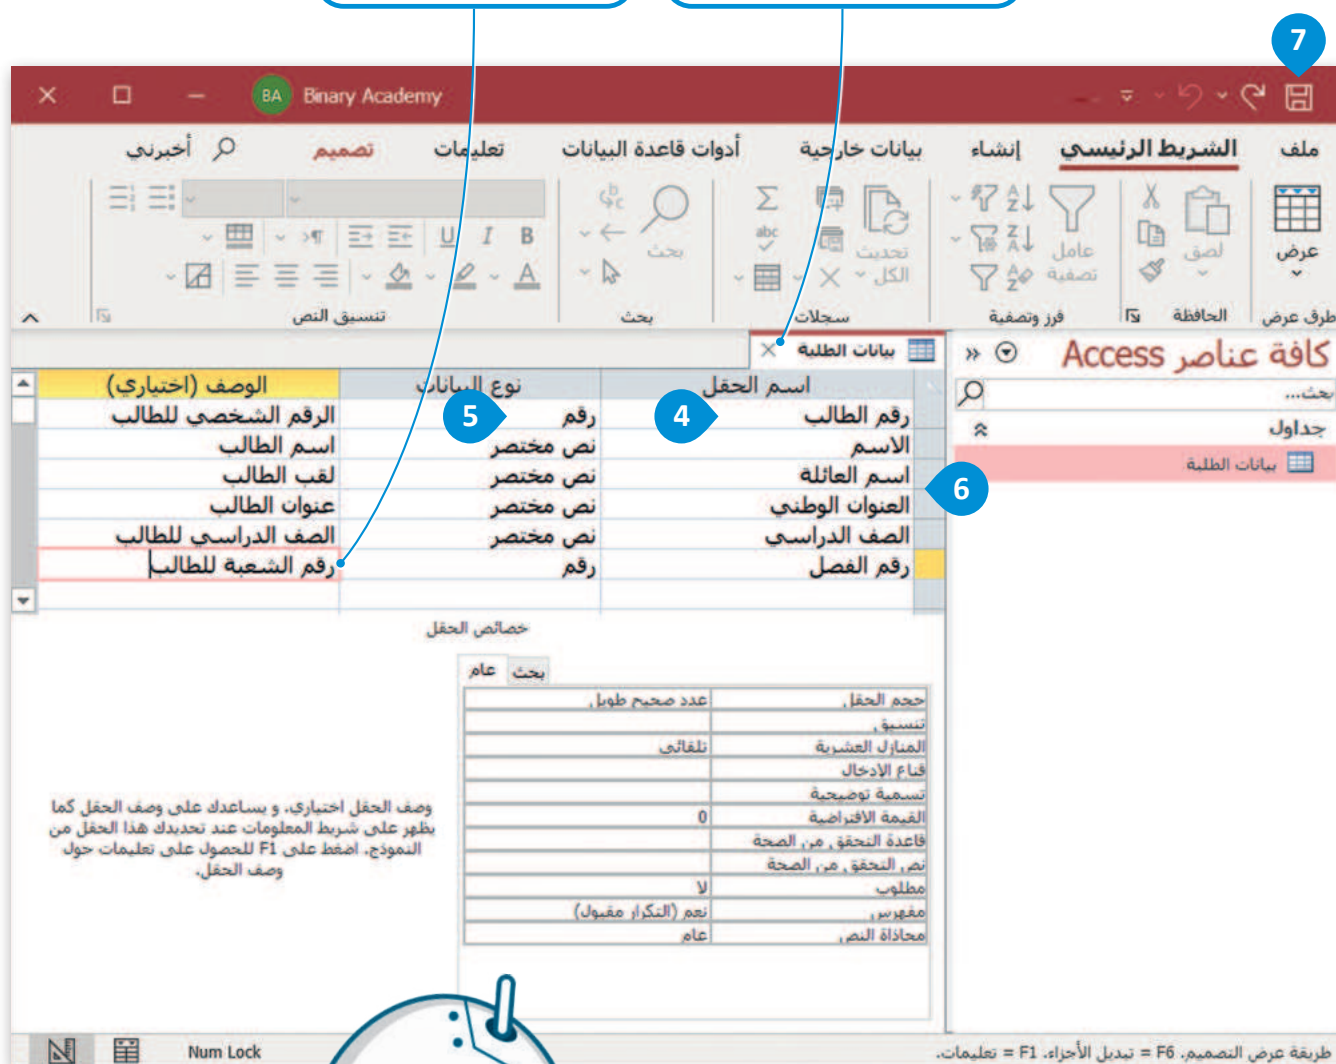 7
Binary Academy
BA
ملف
الشريط الرئيسي
إنشاء
بيانات خارجية
أدوات قاعدة البيانات
تعليمات
تصميم
أخبرني
عرض
لصق
عامل
تصفية
تحديث
الكل
abc
بحث
B I U
A
طرق عرض
الحافظة
فرز وتصفية
سجلات
بحث
تنسيق النص
كافة عناصر Access
بحث...
جداول
بيانات الطلبة
بيانات الطلبة
اسم الحقل نوع البيانات الوصف (اختياري)
رقم الطالب 4 رقم 5 الرقم الشخصي للطالب
الاسم نص مختصر اسم الطالب
اسم العائلة نص مختصر لقب الطالب
6
العنوان الوطني نص مختصر عنوان الطالب
الصف الدراسي نص مختصر الصف الدراسي للطالب
رقم الفصل رقم رقم الشعبة للطالب
خصائص الحقل
عام بحث
حجم الحقل عدد صحيح طويل
تنسيق
المنازل العشرية تلقائي
قناع الادخال
تسمية توضيحية
القيمة الافتراضية 0
قاعدة التحقق من الصحة
نص التحقق من الصحة
مطلوب لا
مفهرس نعم (التكرار مقبول)
محاذاة النص عام
وصف الحقل اختياري، و يساعدك على وصف الحقل كما
يظهر على شريط المعلومات عند تحديدك هذا الحقل من
النموذج. اضغط على F1 للحصول على تعليمات حول
وصف الحقل.
طريقة عرض التصميم. F6 = تبديل الأجزاء. F1 = تعليمات.
Num Lock